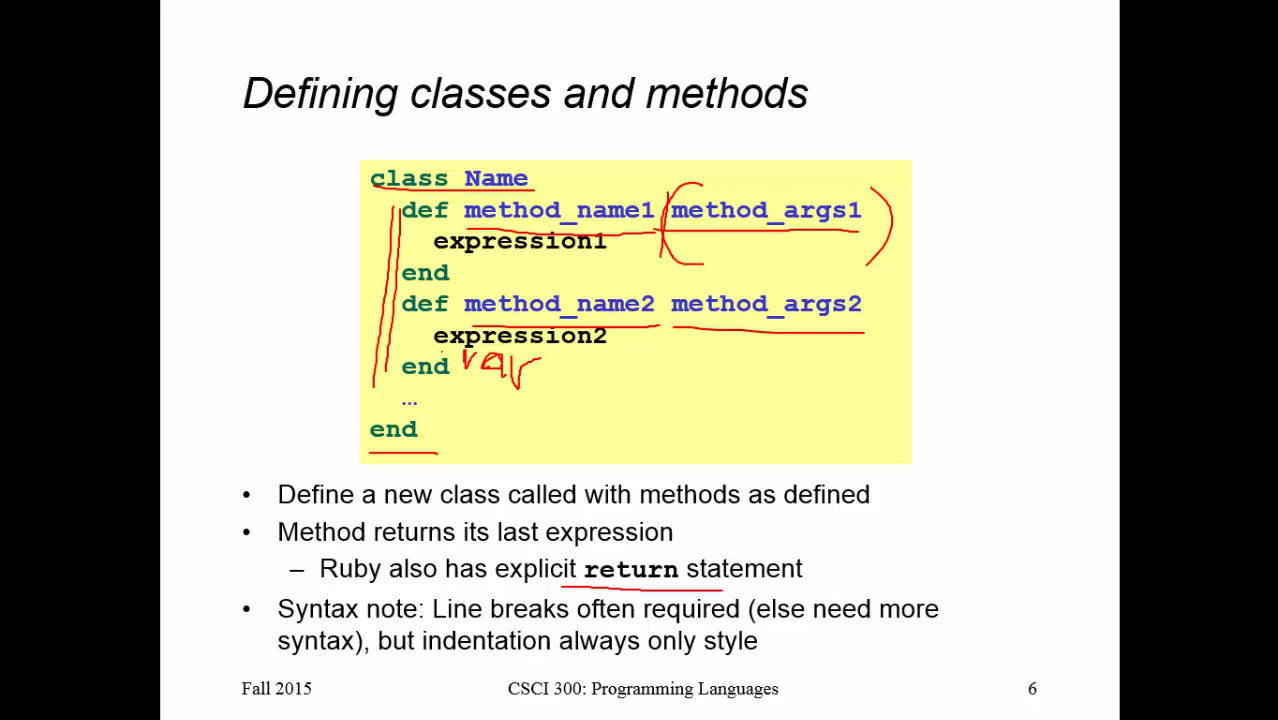 Defining classes and methods
class Name
def method_name1 method_args1
expression1
end
def method_name2 method_args2
expression2
end var
…
end
• Define a new class called with methods as defined
• Method returns its last expression
– Ruby also has explicit return statement
• Syntax note: Line breaks often required (else need more
syntax), but indentation always only style
Fall 2015 CSCI 300: Programming Languages 6